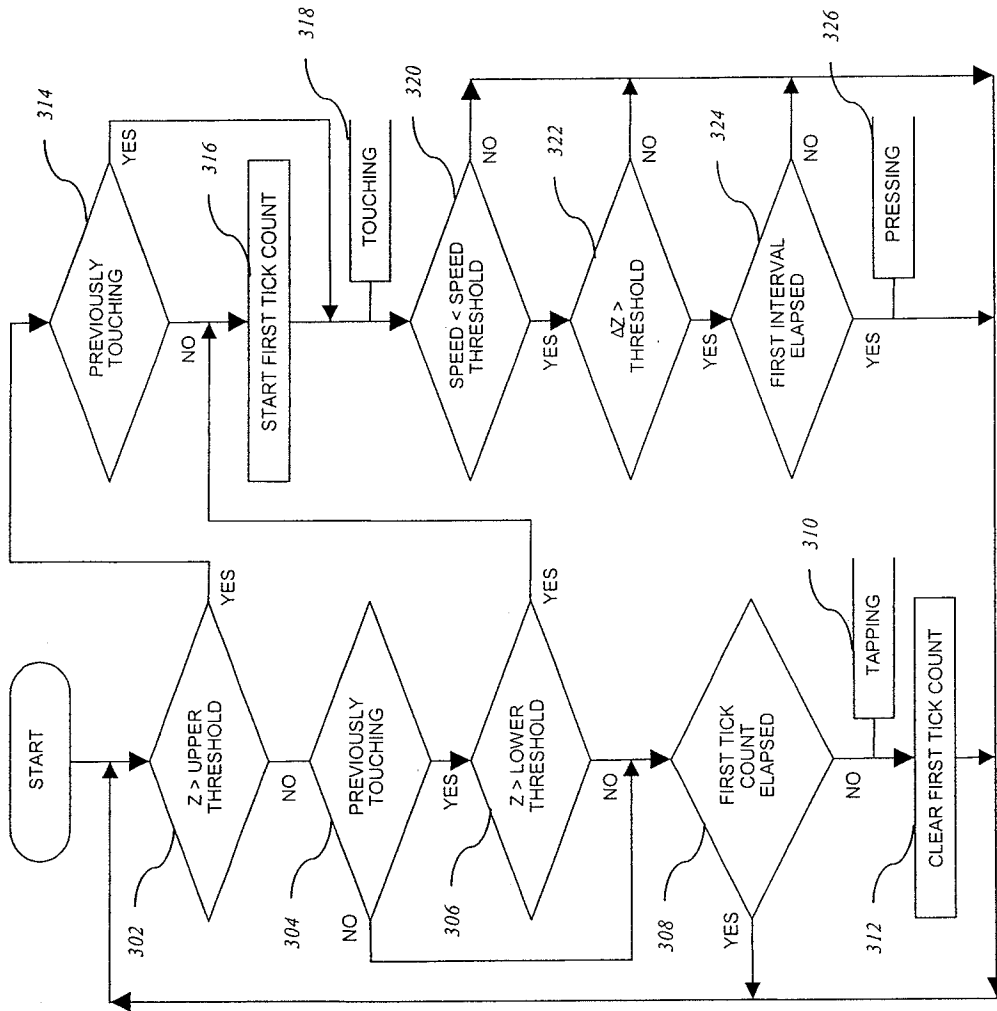 START
302
Z > UPPER
THRESHOLD
YES
NO
304
PREVIOUSLY
TOUCHING
NO
YES
306
Z > LOWER
THRESHOLD
YES
NO
308
FIRST TICK
COUNT
ELAPSED
YES
NO
310
TAPPING
312
CLEAR FIRST TICK COUNT
314
PREVIOUSLY
TOUCHING
YES
NO
316
START FIRST TICK COUNT
318
TOUCHING
320
SPEED < SPEED
THRESHOLD
NO
YES
322
ΔZ >
THRESHOLD
NO
YES
324
FIRST INTERVAL
ELAPSED
NO
YES
326
PRESSING